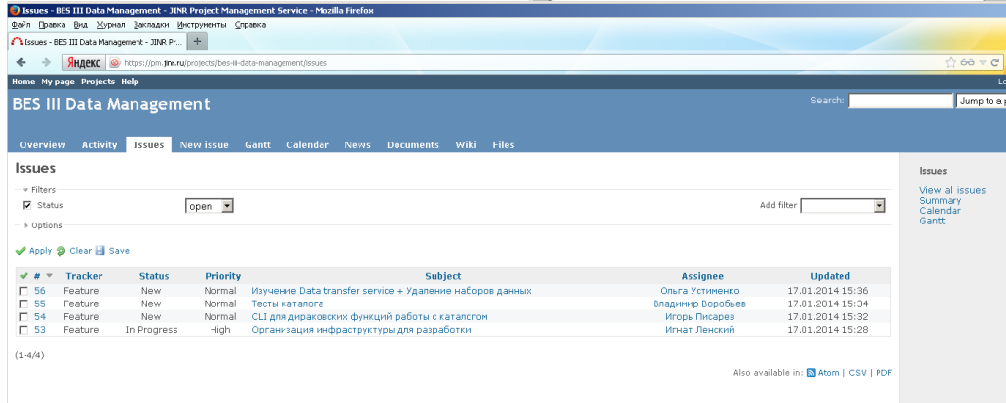 Issues - BES III Data Management - JINR Project Management Service - Mozilla Firefox
Файл Правка Вид Журнал Закладки Инструменты Справка
Issues - BES III Data Management - JINR P... +
Яндекс https://pm.jinr.ru/projects/bes-iii-data-management/issues
Home My page Projects Help
BES III Data Management Search: Jump to a p
Overview Activity Issues New issue Gantt Calendar News Documents Wiki Files
Issues
Filters
Status open Add filter
Options
Apply Clear Save
# Tracker Status Priority Subject Assignee Updated
56 Feature New Normal Изучение Data transfer service + Удаление наборов данных Ольга Устименко 17.01.2014 15:36
55 Feature New Normal Тесты каталога Владимир Воробьев 17.01.2014 15:34
54 Feature New Normal CLI для дираковских функций работы с каталогом Игорь Писарев 17.01.2014 15:32
53 Feature In Progress High Организация инфраструктуры для разработки Игнат Ленский 17.01.2014 15:28
(1-4/4)
Also available in: Atom | CSV | PDF
Issues
View all issues
Summary
Calendar
Gantt